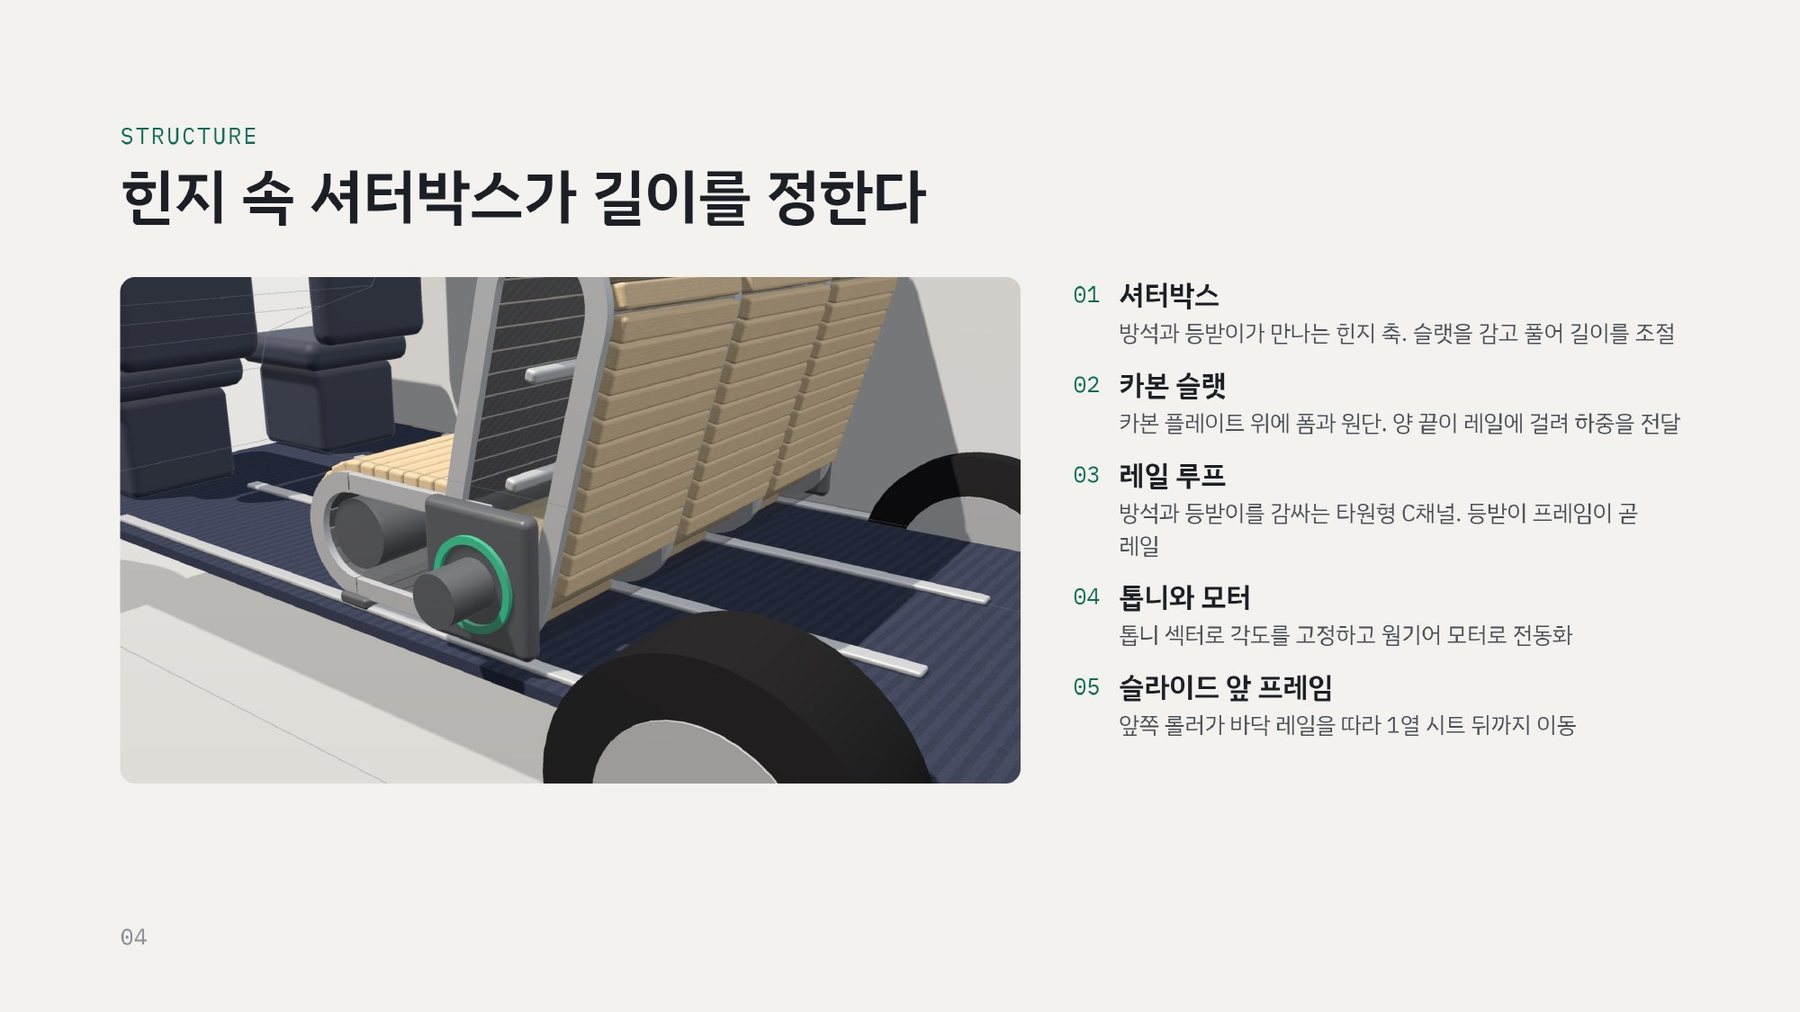 STRUCTURE
힌지 속 셔터박스가 길이를 정한다
01 셔터박스
방석과 등받이가 만나는 힌지 축. 슬랫을 감고 풀어 길이를 조절
02 카본 슬랫
카본 플레이트 위에 폼과 원단. 양 끝이 레일에 걸려 하중을 전달
03 레일 루프
방석과 등받이를 감싸는 타원형 C채널. 등받이 프레임이 곧
레일
04 톱니와 모터
톱니 섹터로 각도를 고정하고 웜기어 모터로 전동화
05 슬라이드 앞 프레임
앞쪽 롤러가 바닥 레일을 따라 1열 시트 뒤까지 이동
04